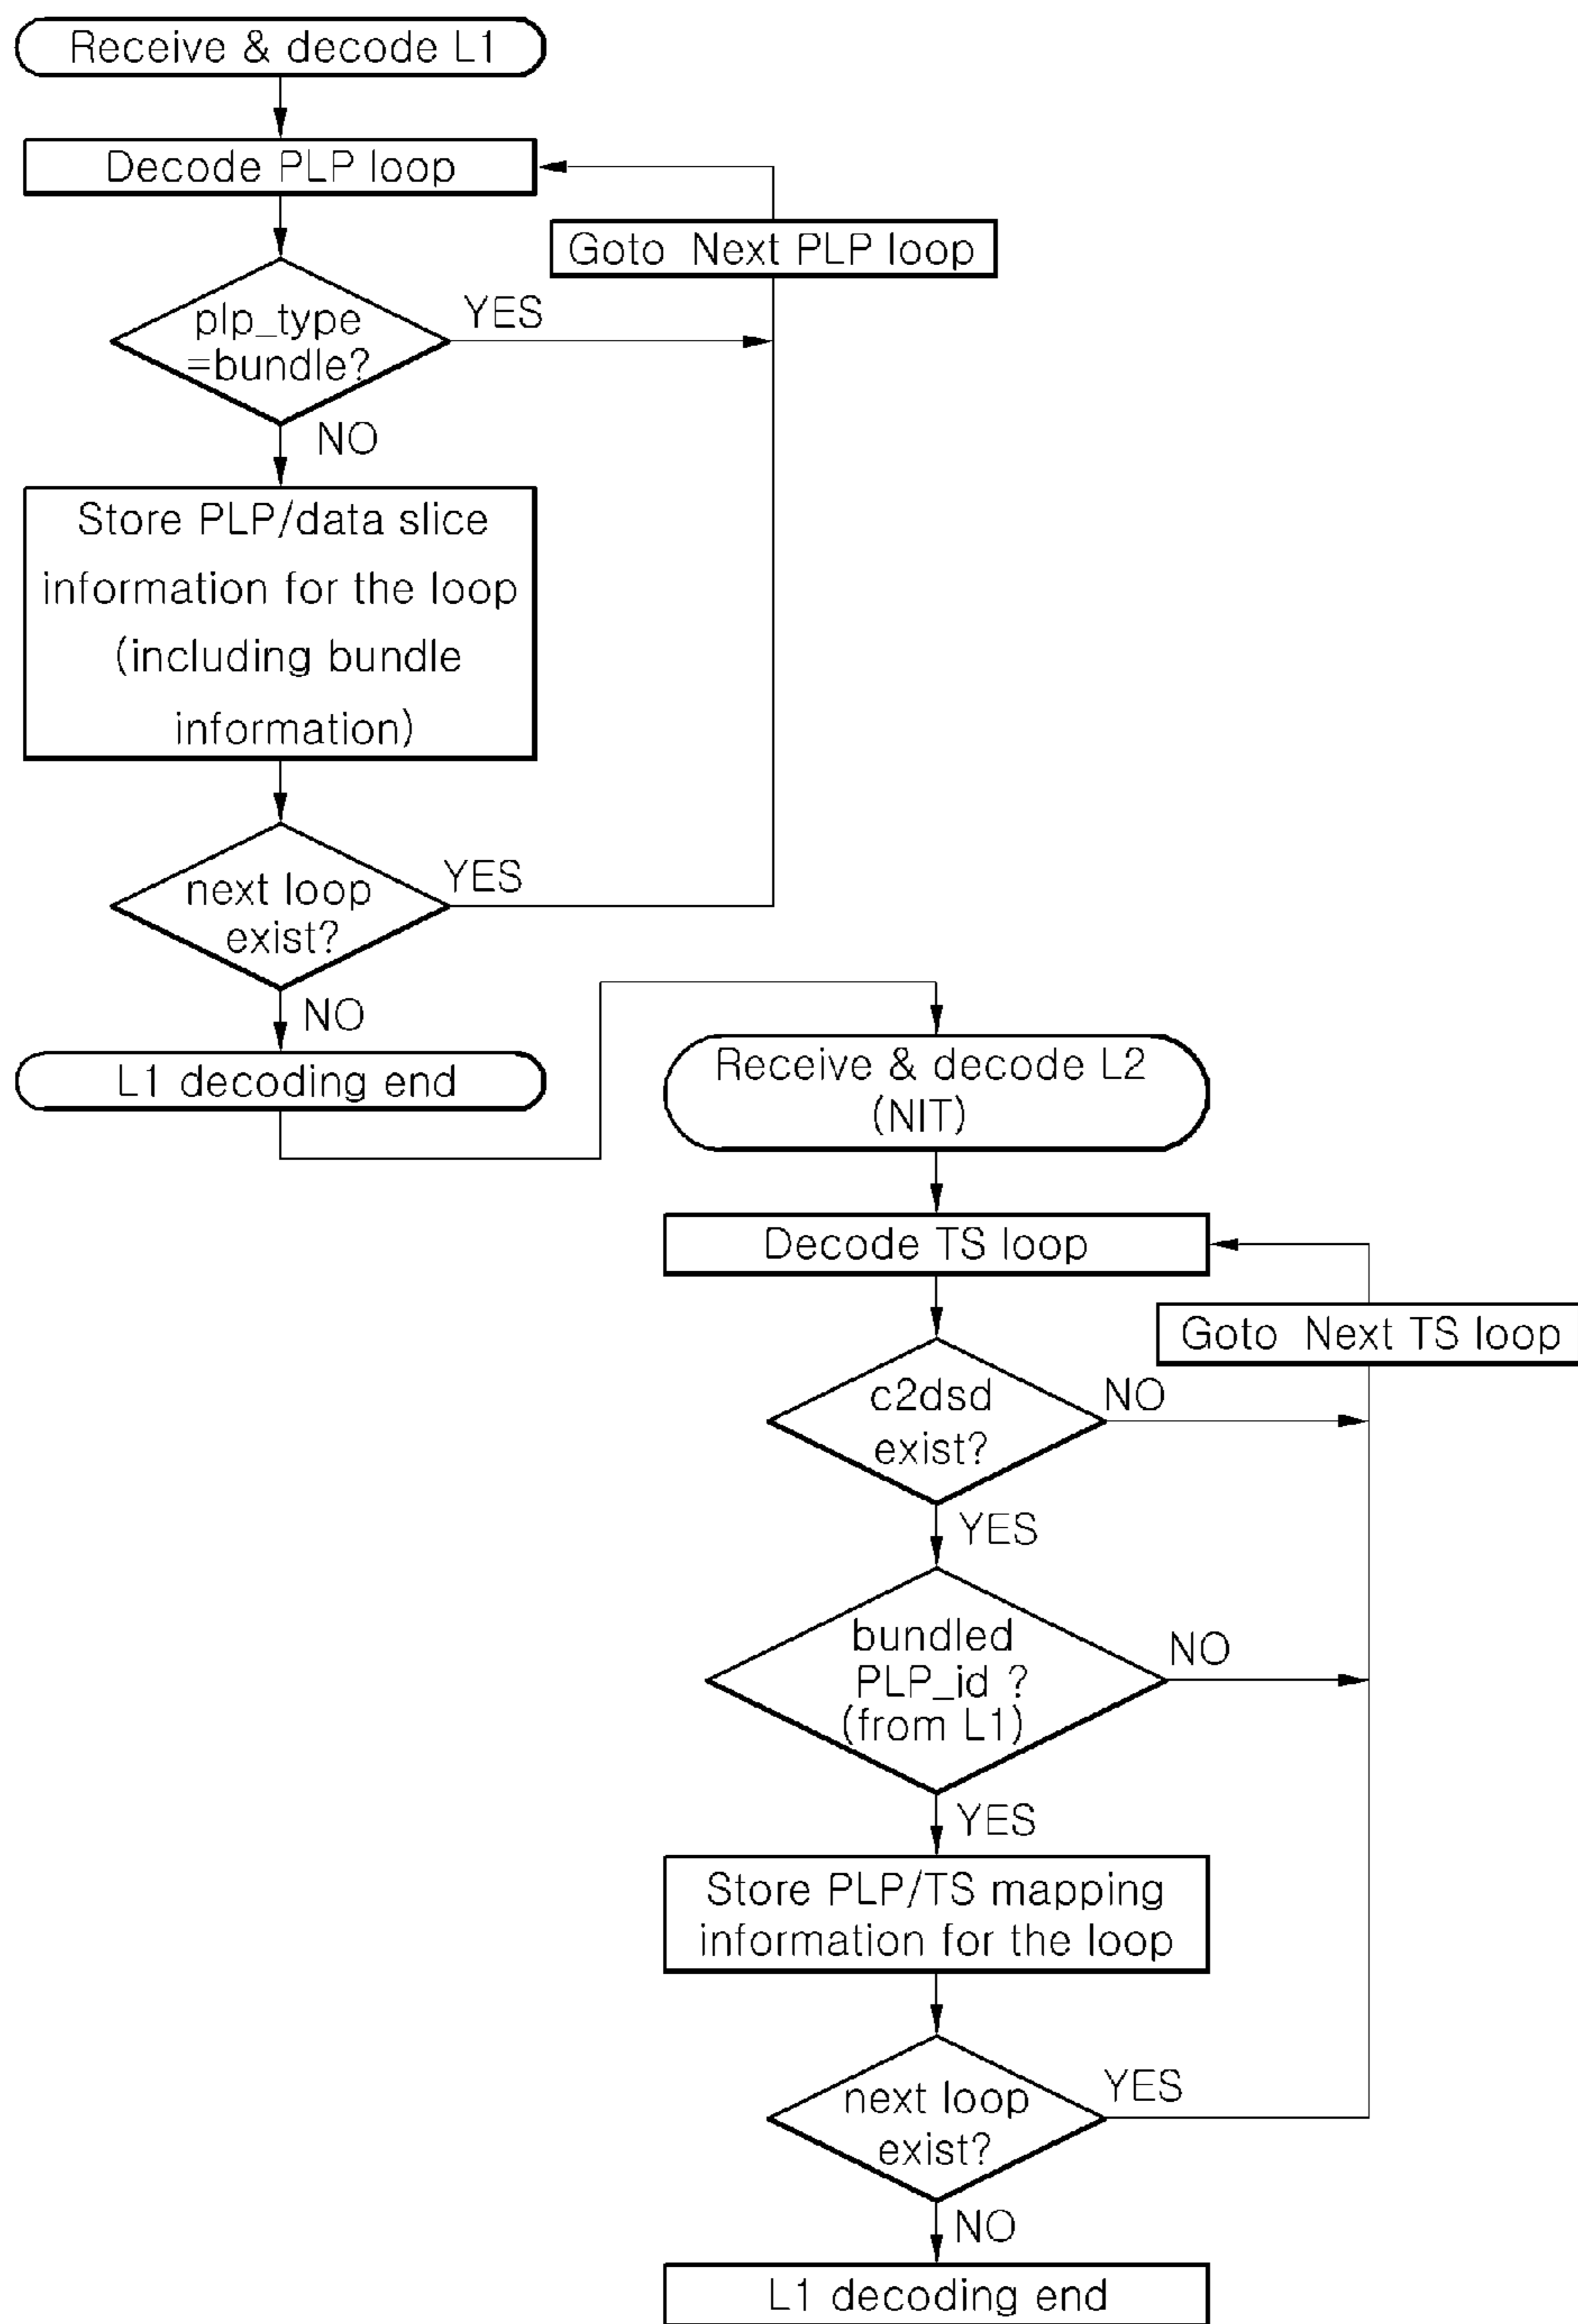 Receive & decode L1
Decode PLP loop
Goto Next PLP loop
plp_type
=bundle?
YES
NO
Store PLP/data slice
information for the loop
(including bundle
information)
next loop
exist?
YES
NO
L1 decoding end
Receive & decode L2
(NIT)
Decode TS loop
Goto Next TS loop
c2dsd
exist?
NO
YES
bundled
PLP_id ?
(from L1)
NO
YES
Store PLP/TS mapping
information for the loop
next loop
exist?
YES
NO
L1 decoding end